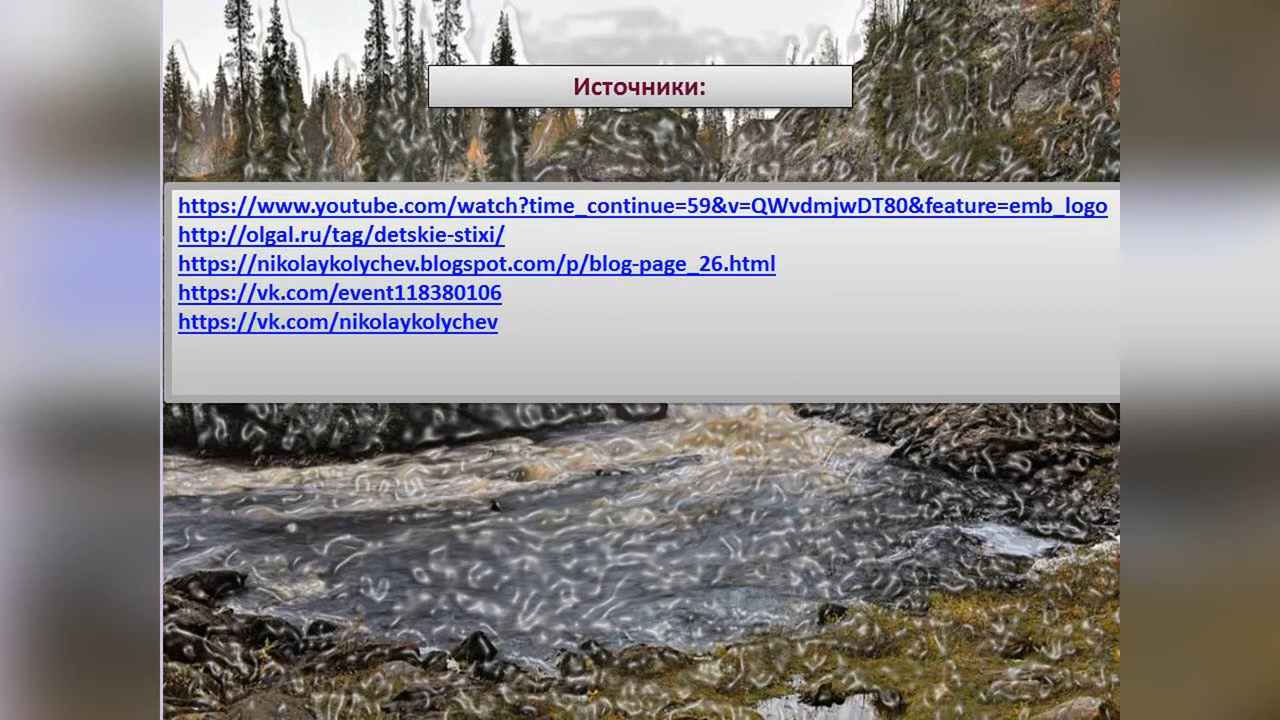 Источники:
https://www.youtube.com/watch?time_continue=59&v=QWvdmjwDT80&feature=emb_logo
http://olgal.ru/tag/detskie-stixi/
https://nikolaykolychev.blogspot.com/p/blog-page_26.html
https://vk.com/event118380106
https://vk.com/nikolaykolychev